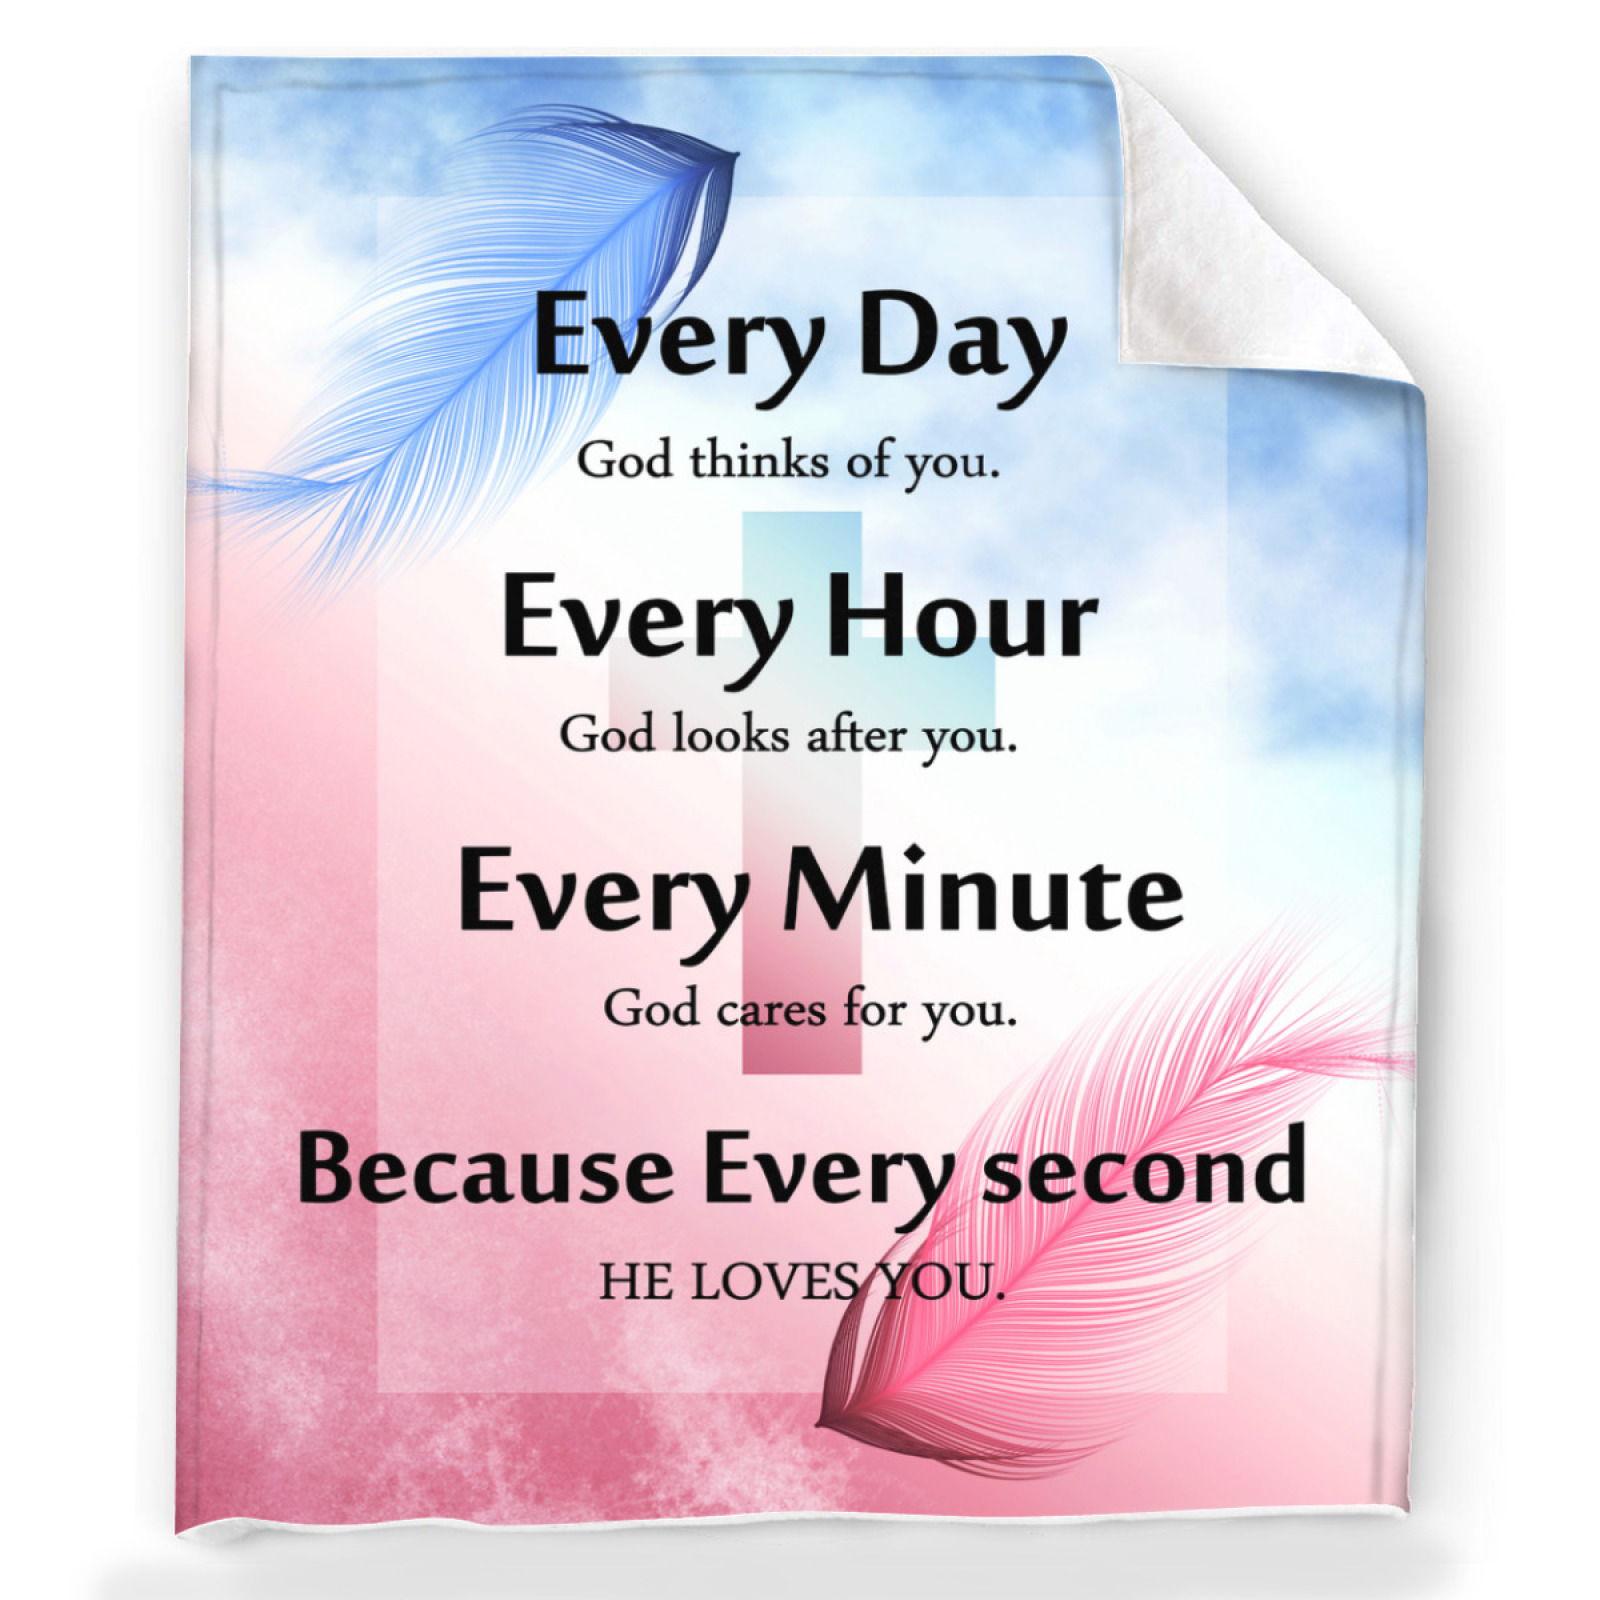 Every Day
God thinks of you.
Every Hour
God looks after you.
Every Minute
God cares for you.
Because Every second
HE LOVES YOU.